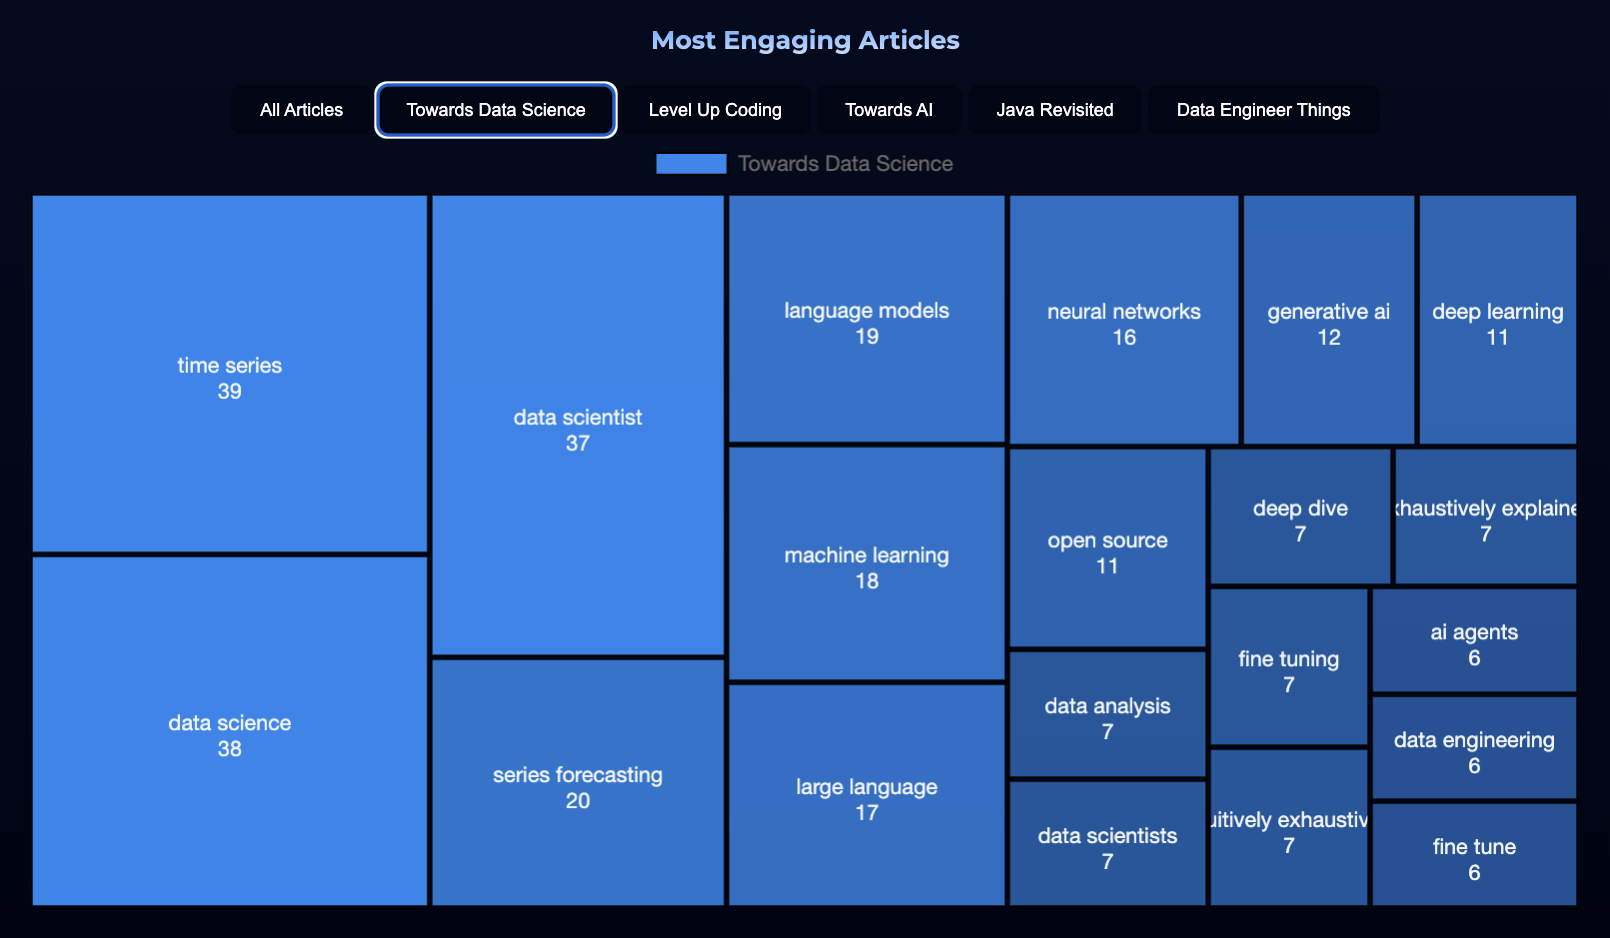 Most Engaging Articles
All Articles
Towards Data Science
Level Up Coding
Towards AI
Java Revisited
Data Engineer Things
Towards Data Science
time series
39
data science
38
data scientist
37
series forecasting
20
language models
19
machine learning
18
large language
17
neural networks
16
generative ai
12
deep learning
11
open source
11
data analysis
7
data scientists
7
deep dive
7
xhaustively explaine
7
fine tuning
7
uitively exhaustiv
7
ai agents
6
data engineering
6
fine tune
6